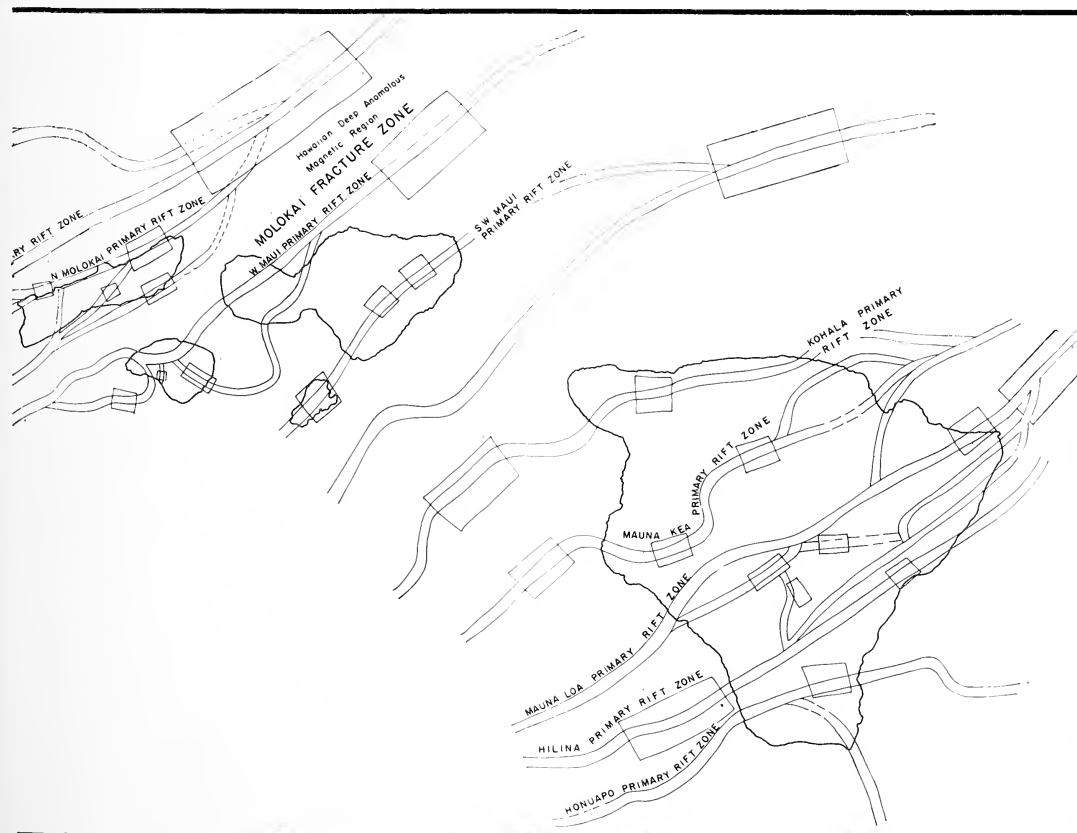 Hawaiian Deep Anomolous
Magnetic Region
MOLOKAI FRACTURE ZONE
RY RIFT ZONE
N MOLOKAI PRIMARY RIFT ZONE
W MAUI PRIMARY RIFT ZONE
S W MAUI
PRIMARY RIFT ZONE
KOHALA PRIMARY
RIFT ZONE
MAUNA KEA PRIMARY RIFT ZONE
MAUNA LOA PRIMARY RIFT ZONE
HILINA PRIMARY RIFT ZONE
HONUAPO PRIMARY RIFT ZONE